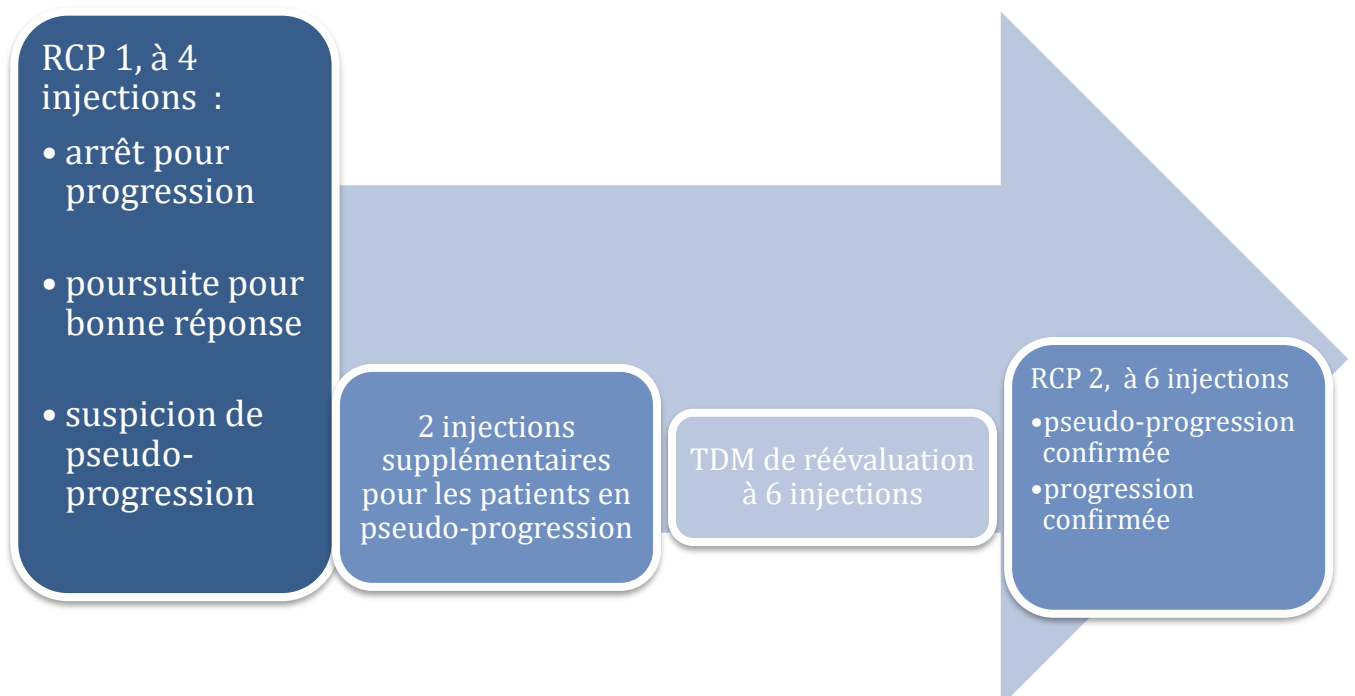 RCP 1, à 4
injections  :
• arrêt pour
progression
• poursuite pour
bonne réponse
• suspicion de
pseudo-
progression
2 injections
supplémentaires
pour les patients en
pseudo-progression
TDM de réévaluation
à 6 injections
RCP 2,  à 6 injections
•pseudo-progression
confirmée
•progression
confirmée